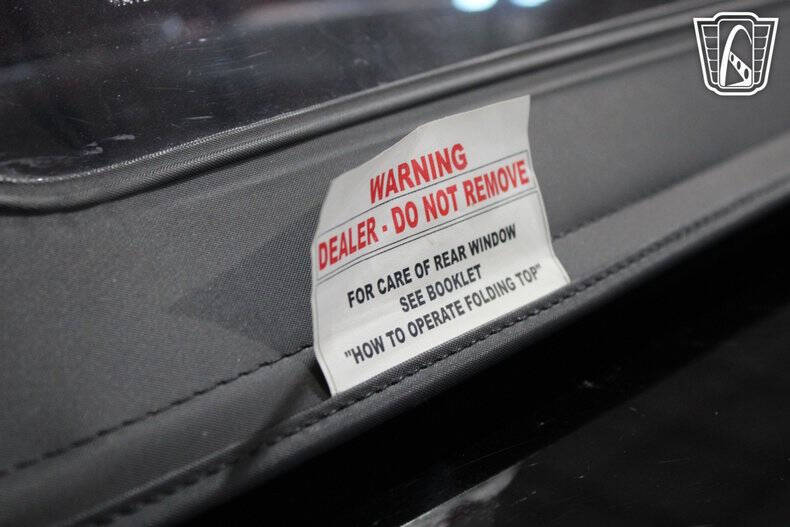 WARNING
DEALER - DO NOT REMOVE
FOR CARE OF REAR WINDOW
SEE BOOKLET
"HOW TO OPERATE FOLDING TOP"